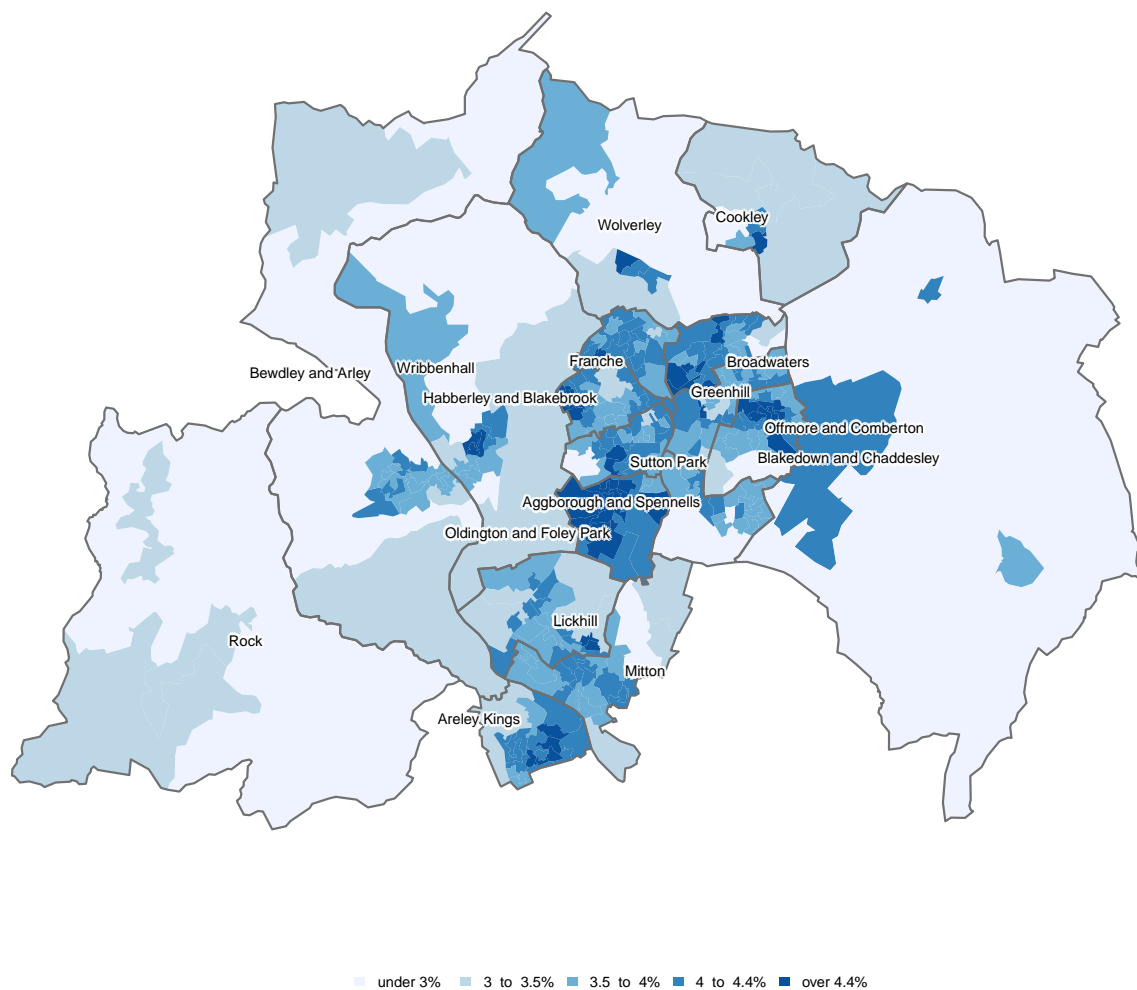 Cookley
Wolverley
Franche
Broadwaters
Wribbenhall
Bewdley and Arley
Greenhill
Habberley and Blakebrook
Offmore and Comberton
Blakedown and Chaddesley
Sutton Park
Aggborough and Spennells
Oldington and Foley Park
Lickhill
Rock
Mitton
Areley Kings
under 3% 3 to 3.5% 3.5 to 4% 4 to 4.4% over 4.4%